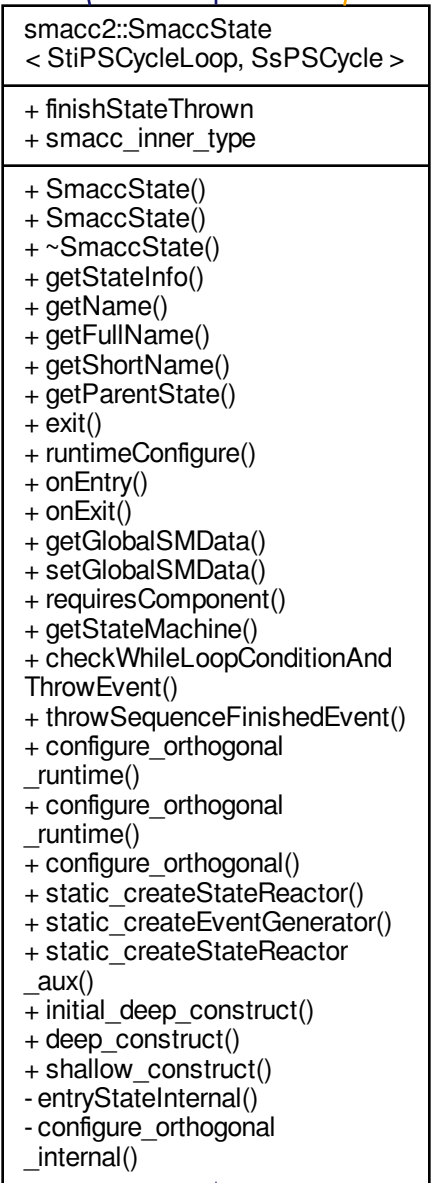 smacc2::SmaccState
< StiPSCycleLoop, SsPSCycle >
+ finishStateThrown
+ smacc_inner_type
+ SmaccState()
+ SmaccState()
+ ~SmaccState()
+ getStateInfo()
+ getName()
+ getFullName()
+ getShortName()
+ getParentState()
+ exit()
+ runtimeConfigure()
+ onEntry()
+ onExit()
+ getGlobalSMData()
+ setGlobalSMData()
+ requiresComponent()
+ getStateMachine()
+ checkWhileLoopConditionAnd
ThrowEvent()
+ throwSequenceFinishedEvent()
+ configure_orthogonal
_runtime()
+ configure_orthogonal
_runtime()
+ configure_orthogonal()
+ static_createStateReactor()
+ static_createEventGenerator()
+ static_createStateReactor
_aux()
+ initial_deep_construct()
+ deep_construct()
+ shallow_construct()
- entryStateInternal()
- configure_orthogonal
_internal()